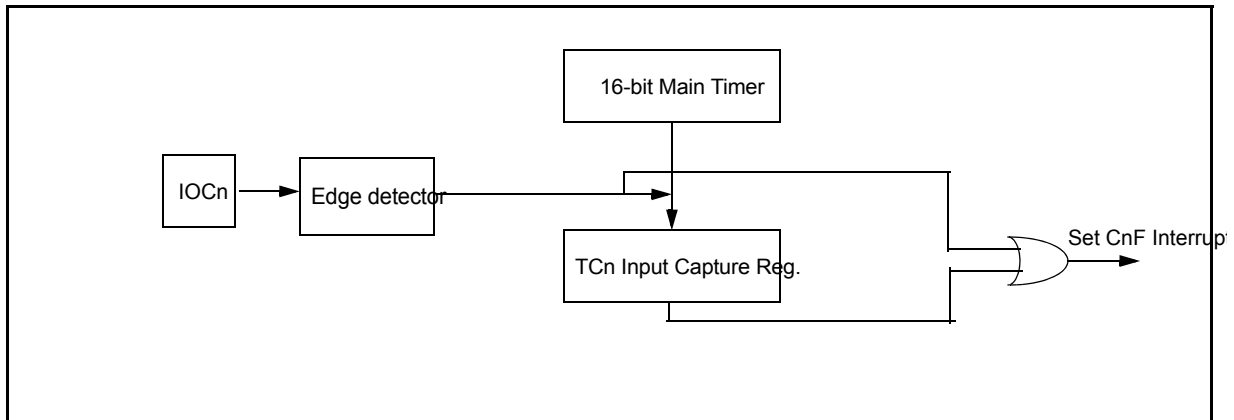 16-bit Main Timer
IOCn
Edge detector
TCn Input Capture Reg.
Set CnF Interrupt